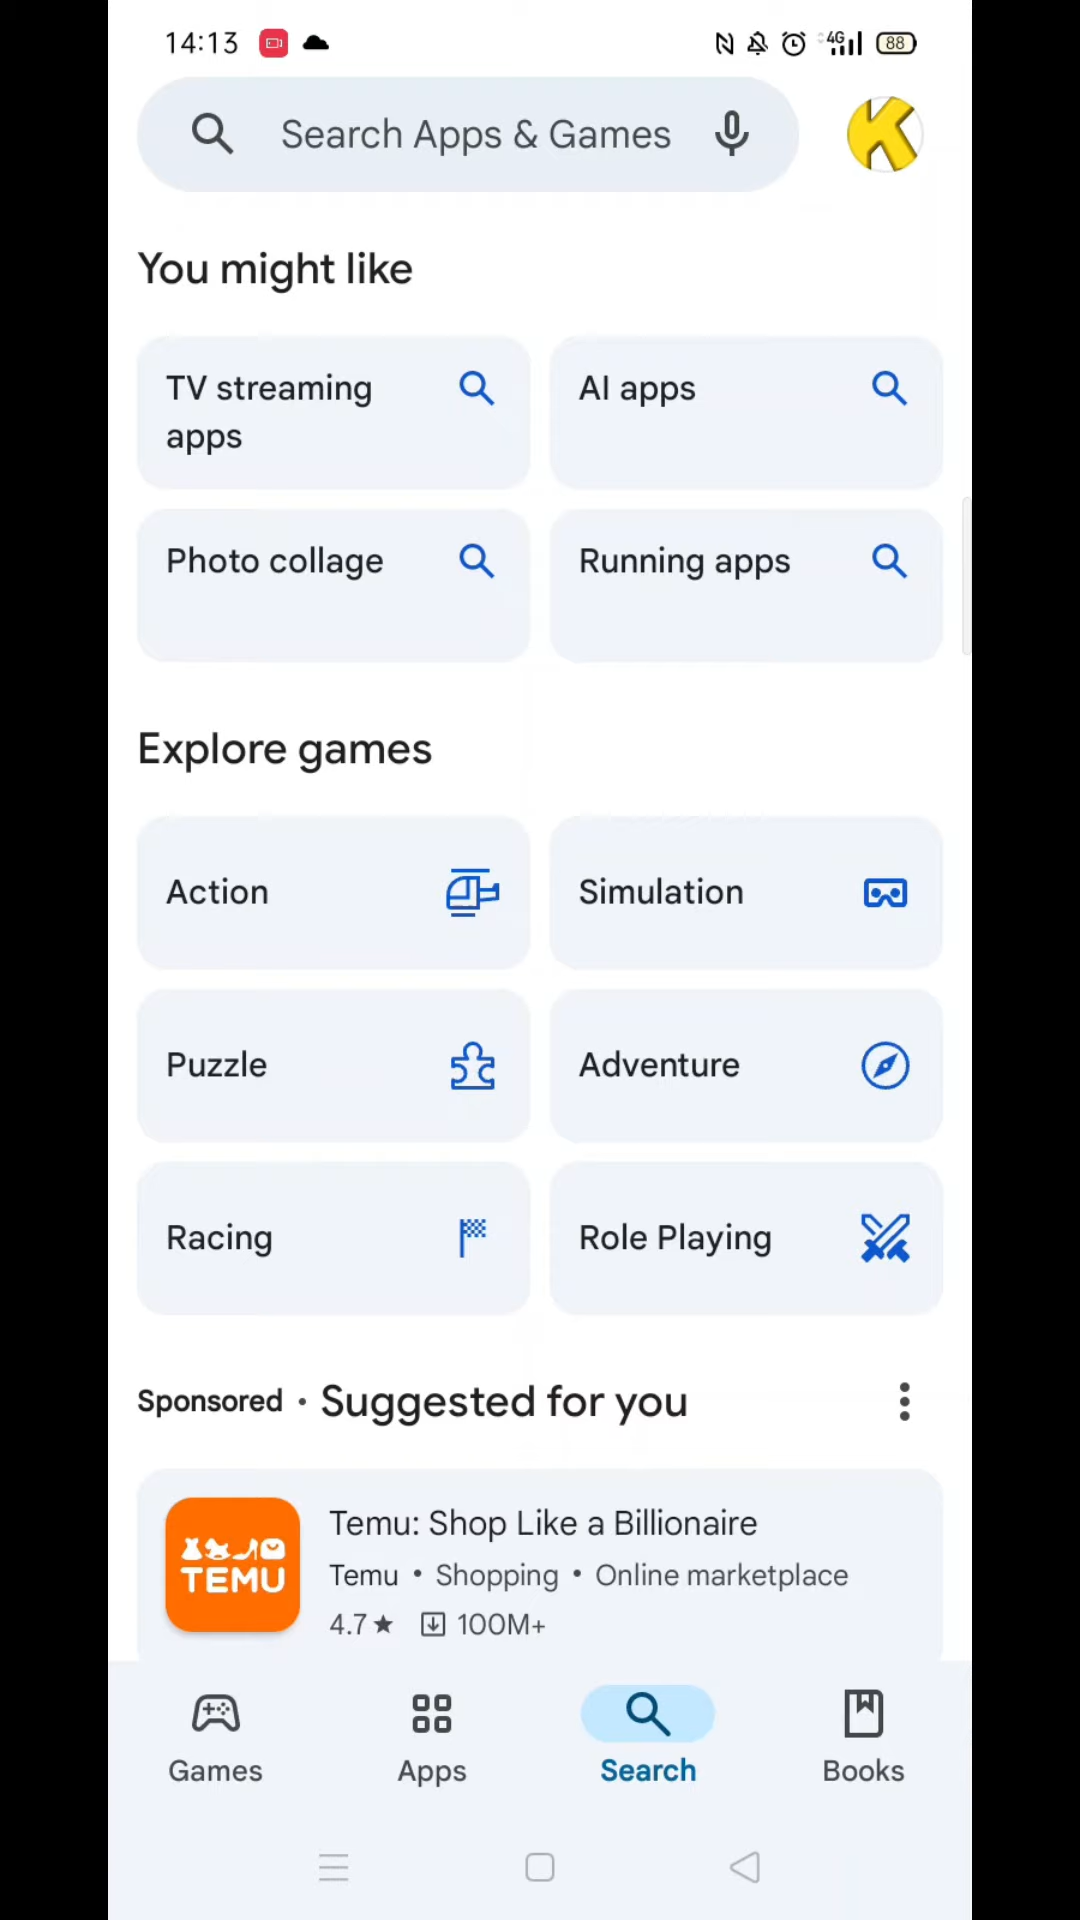 14:13 4G 88
Search Apps & Games
You might like
TV streaming
apps
AI apps
Photo collage
Running apps
Explore games
Action
Simulation
Puzzle
Adventure
Racing
Role Playing
Sponsored • Suggested for you
TEMU
Temu: Shop Like a Billionaire
Temu • Shopping • Online marketplace
4.7★ 100M+
Games
Apps
Search
Books